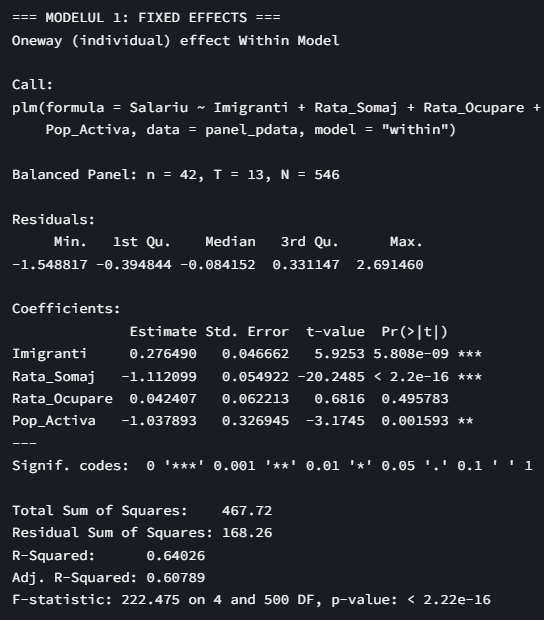 === MODELUL 1: FIXED EFFECTS ===
Oneway (individual) effect Within Model

Call:
plm(formula = Salariu ~ Imigranti + Rata_Somaj + Rata_Ocupare +
    Pop_Activa, data = panel_pdata, model = "within")

Balanced Panel: n = 42, T = 13, N = 546

Residuals:
     Min.   1st Qu.    Median   3rd Qu.      Max.
-1.548817 -0.394844 -0.084152  0.331147  2.691460

Coefficients:
              Estimate Std. Error  t-value  Pr(>|t|)
Imigranti     0.276490   0.046662   5.9253 5.808e-09 ***
Rata_Somaj   -1.112099   0.054922 -20.2485 < 2.2e-16 ***
Rata_Ocupare  0.042407   0.062213   0.6816  0.495783
Pop_Activa   -1.037893   0.326945  -3.1745  0.001593 **
---
Signif. codes:  0 '***' 0.001 '**' 0.01 '*' 0.05 '.' 0.1 ' ' 1

Total Sum of Squares:    467.72
Residual Sum of Squares: 168.26
R-Squared:      0.64026
Adj. R-Squared: 0.60789
F-statistic: 222.475 on 4 and 500 DF, p-value: < 2.22e-16